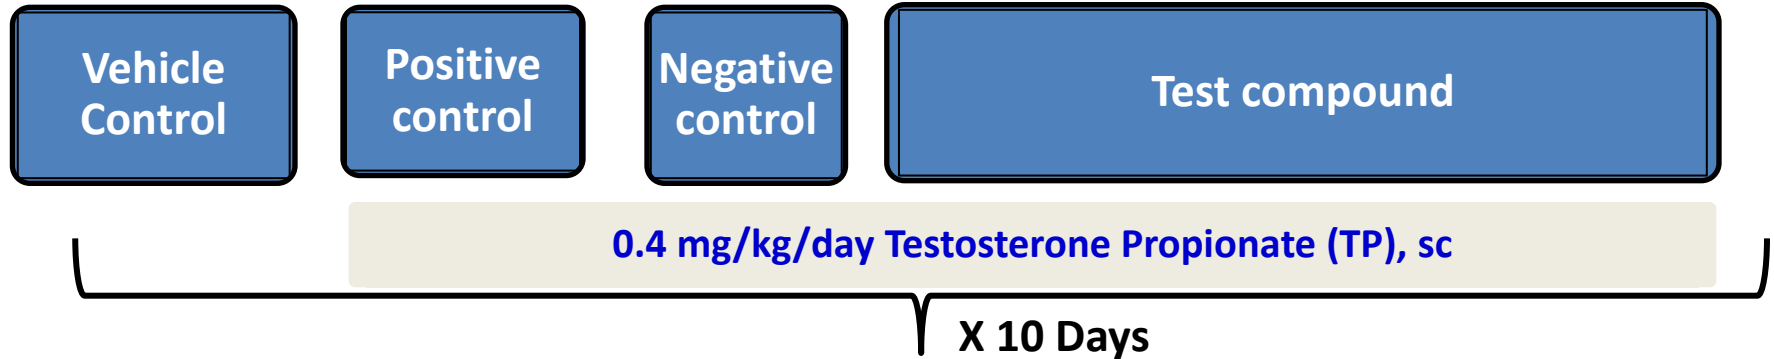 Vehicle
Control
Positive
control
Negative
control
Test compound
0.4 mg/kg/day Testosterone Propionate (TP), sc
X 10 Days